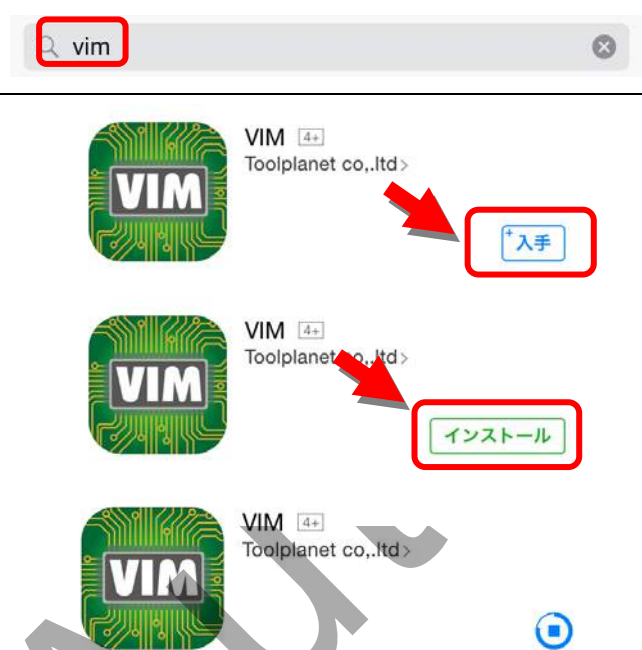 vim
VIM 4+
Toolplanet co,.ltd>
VIM
+入手
VIM 4+
Toolplanet co,.ltd>
VIM
インストール
VIM 4+
Toolplanet co,.ltd>
VIM